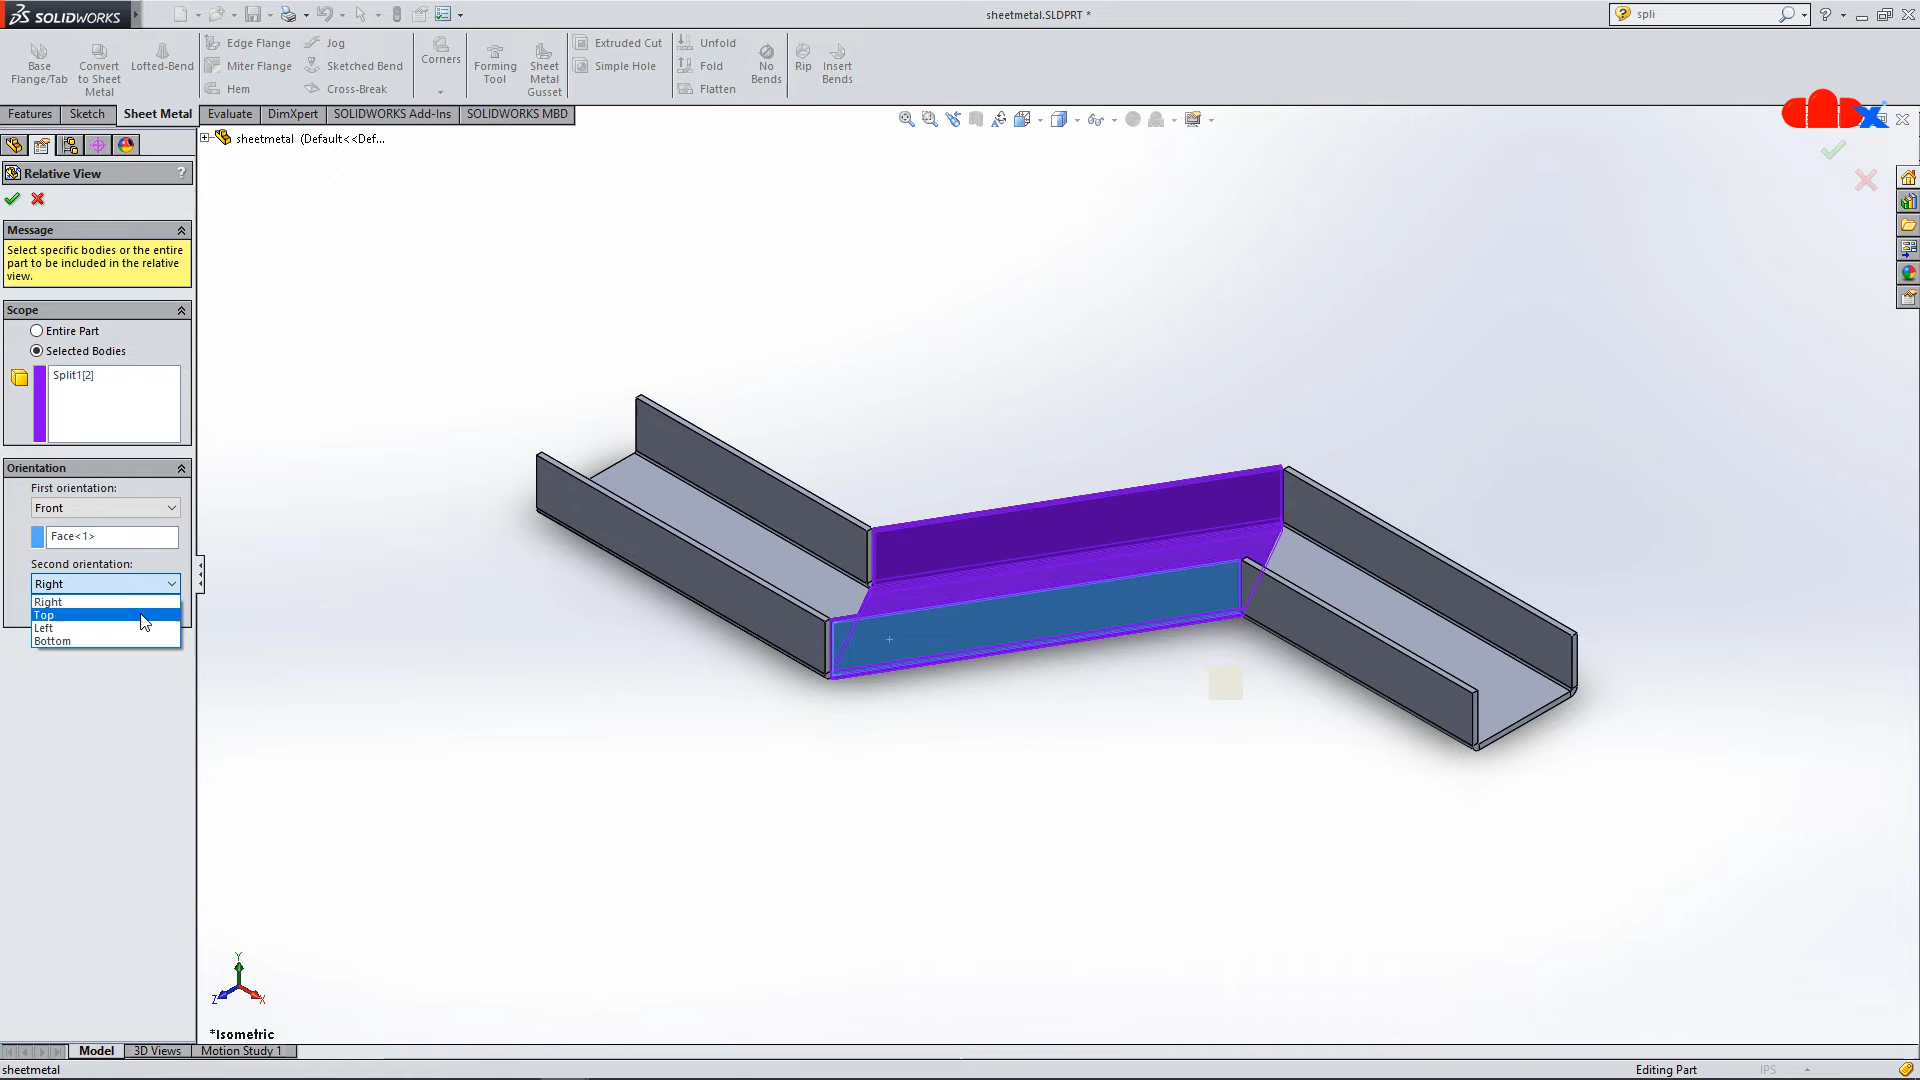 SOLIDWORKS
sheetmetal.SLDPRT *
spli
Base Flange/Tab
Convert to Sheet Metal
Lofted-Bend
Edge Flange
Miter Flange
Hem
Jog
Sketched Bend
Cross-Break
Corners
Forming Tool
Sheet Metal Gusset
Extruded Cut
Simple Hole
Unfold
Fold
Flatten
No Bends
Rip
Insert Bends
Features
Sketch
Sheet Metal
Evaluate
DimXpert
SOLIDWORKS Add-Ins
SOLIDWORKS MBD
sheetmetal (Default<<Def...
Relative View
?
Message
Select specific bodies or the entire
part to be included in the relative
view.
Scope
Entire Part
Selected Bodies
Split1[2]
Orientation
First orientation:
Front
Face<1>
Second orientation:
Right
Right
Top
Left
Bottom
Y
Z
X
*Isometric
Model
3D Views
Motion Study 1
sheetmetal
Editing Part
IPS